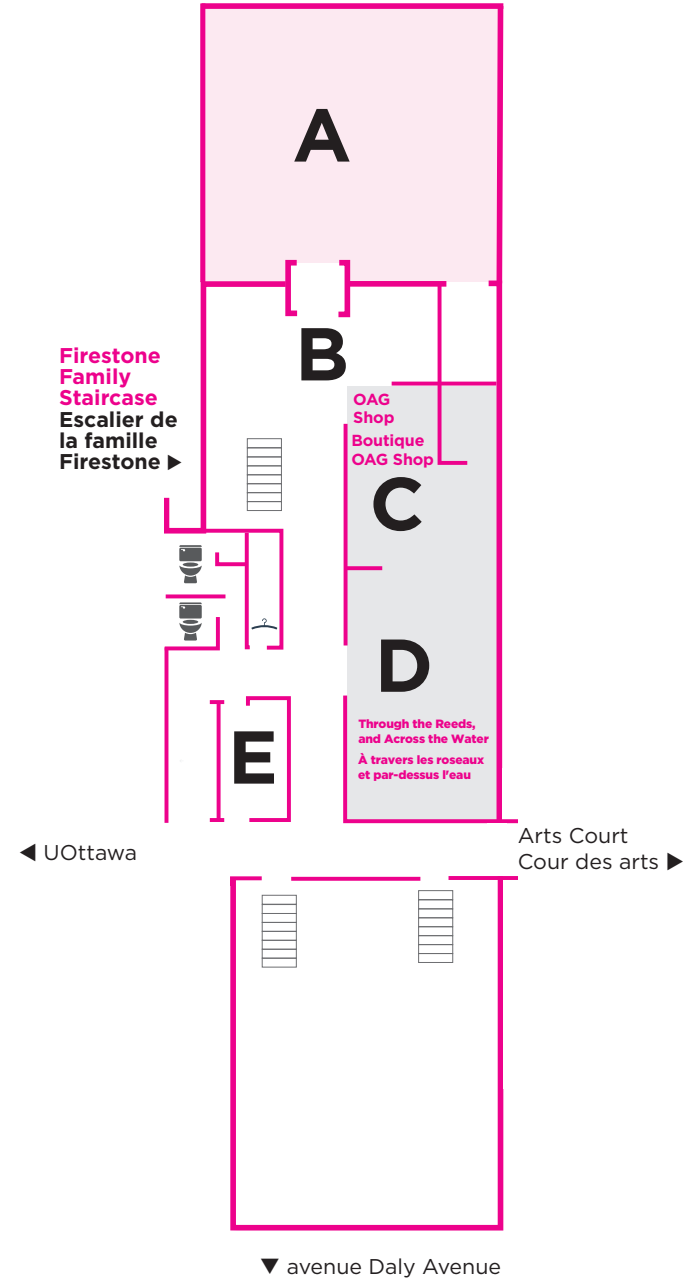 A
B
Firestone
Family
Staircase
Escalier de
la famille
Firestone ▶
OAG
Shop
Boutique
OAG Shop
C
D
Through the Reeds,
and Across the Water
À travers les roseaux
et par-dessus l'eau
E
◀ UOttawa
Arts Court
Cour des arts ▶
▼ avenue Daly Avenue